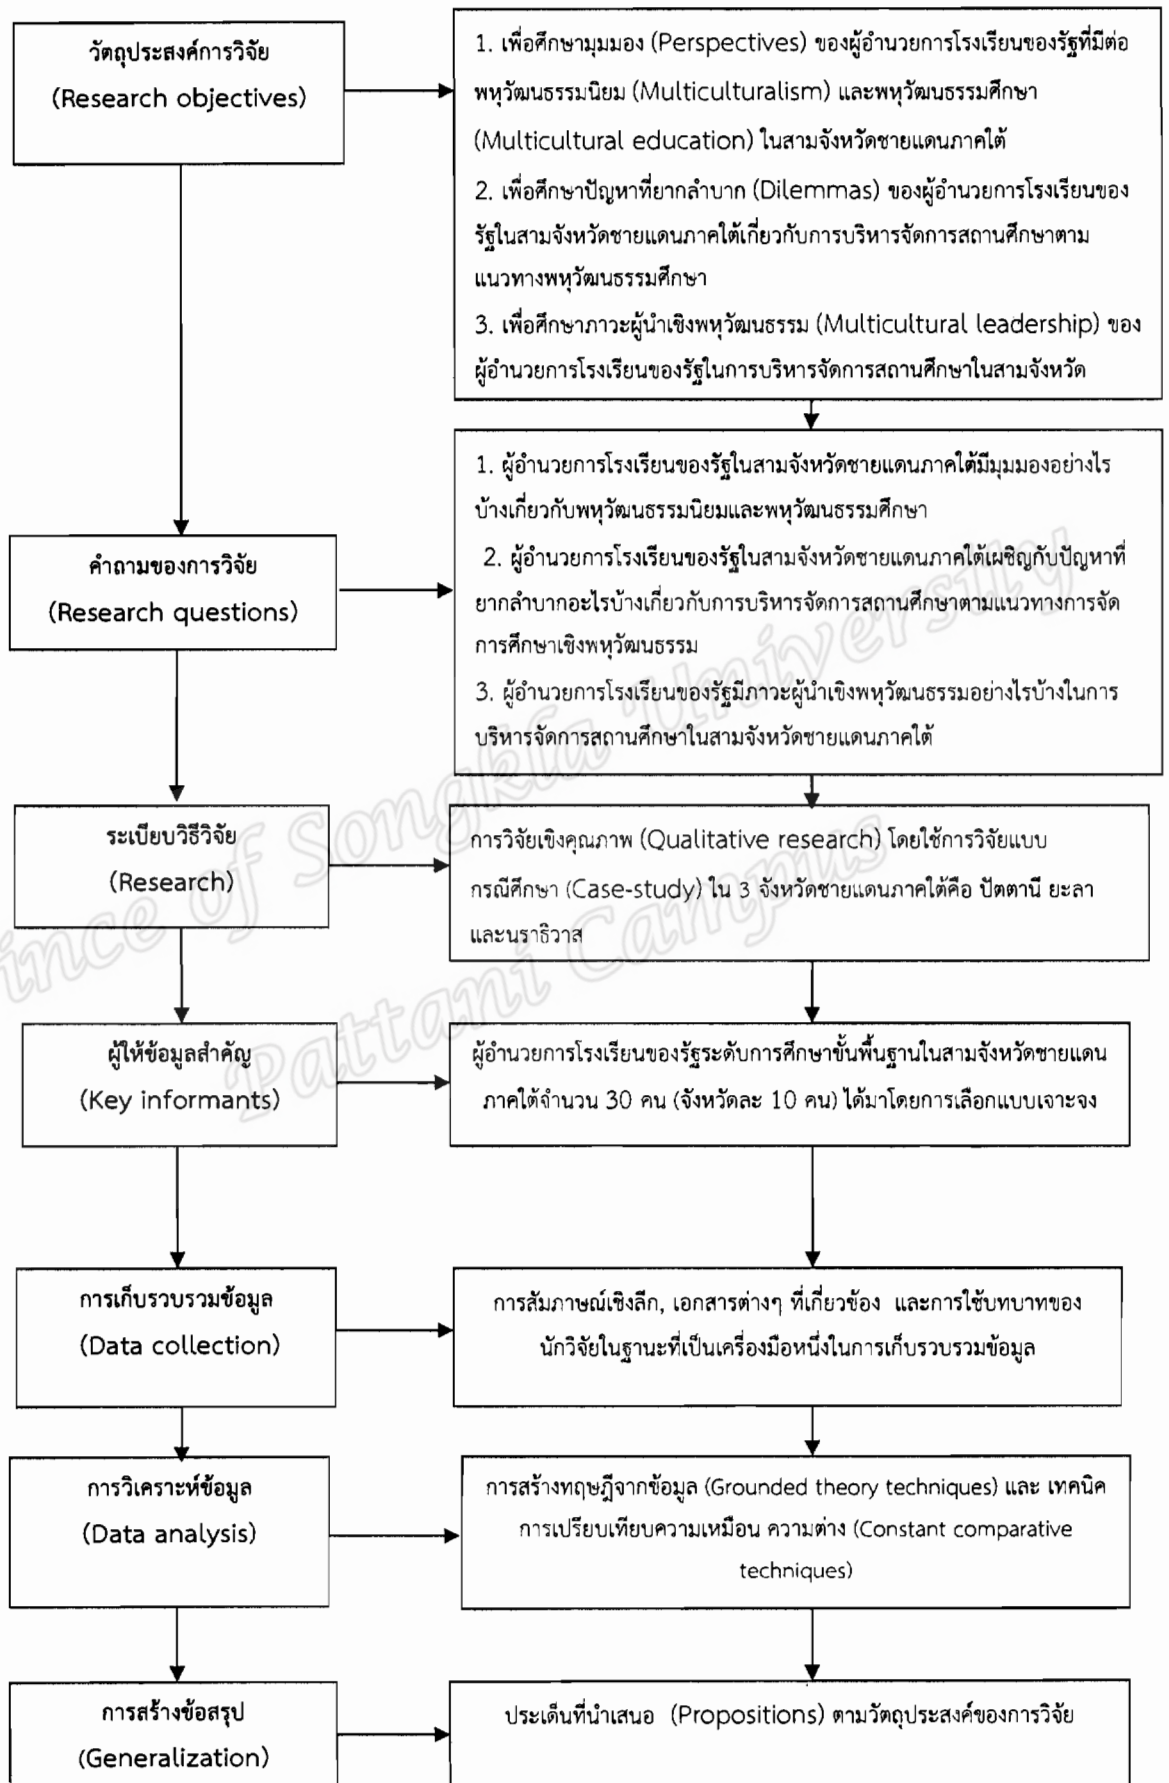 วัตถุประสงค์การวิจัย
(Research objectives)
1. เพื่อศึกษามุมมอง (Perspectives) ของผู้อำนวยการโรงเรียนของรัฐที่มีต่อ
พหุวัฒนธรรมนิยม (Multiculturalism) และพหุวัฒนธรรมศึกษา
(Multicultural education) ในสามจังหวัดชายแดนภาคใต้
2. เพื่อศึกษาปัญหาที่ยากลำบาก (Dilemmas) ของผู้อำนวยการโรงเรียนของ
รัฐในสามจังหวัดชายแดนภาคใต้เกี่ยวกับการบริหารจัดการสถานศึกษาตาม
แนวทางพหุวัฒนธรรมศึกษา
3. เพื่อศึกษาภาวะผู้นำเชิงพหุวัฒนธรรม (Multicultural leadership) ของ
ผู้อำนวยการโรงเรียนของรัฐในการบริหารจัดการสถานศึกษาในสามจังหวัด
คำถามของการวิจัย
(Research questions)
1. ผู้อำนวยการโรงเรียนของรัฐในสามจังหวัดชายแดนภาคใต้มีมุมมองอย่างไร
บ้างเกี่ยวกับพหุวัฒนธรรมนิยมและพหุวัฒนธรรมศึกษา
2. ผู้อำนวยการโรงเรียนของรัฐในสามจังหวัดชายแดนภาคใต้เผชิญกับปัญหาที่
ยากลำบากอะไรบ้างเกี่ยวกับการบริหารจัดการสถานศึกษาตามแนวทางการจัด
การศึกษาเชิงพหุวัฒนธรรม
3. ผู้อำนวยการโรงเรียนของรัฐมีภาวะผู้นำเชิงพหุวัฒนธรรมอย่างไรบ้างในการ
บริหารจัดการสถานศึกษาในสามจังหวัดชายแดนภาคใต้
ระเบียบวิธีวิจัย
(Research)
การวิจัยเชิงคุณภาพ (Qualitative research) โดยใช้การวิจัยแบบ
กรณีศึกษา (Case-study) ใน 3 จังหวัดชายแดนภาคใต้คือ ปัตตานี ยะลา
และนราธิวาส
ผู้ให้ข้อมูลสำคัญ
(Key informants)
ผู้อำนวยการโรงเรียนของรัฐระดับการศึกษาขั้นพื้นฐานในสามจังหวัดชายแดน
ภาคใต้จำนวน 30 คน (จังหวัดละ 10 คน) ได้มาโดยการเลือกแบบเจาะจง
การเก็บรวบรวมข้อมูล
(Data collection)
การสัมภาษณ์เชิงลึก, เอกสารต่างๆ ที่เกี่ยวข้อง และการใช้บทบาทของ
นักวิจัยในฐานะที่เป็นเครื่องมือหนึ่งในการเก็บรวบรวมข้อมูล
การวิเคราะห์ข้อมูล
(Data analysis)
การสร้างทฤษฎีจากข้อมูล (Grounded theory techniques) และ เทคนิค
การเปรียบเทียบความเหมือน ความต่าง (Constant comparative
techniques)
การสร้างข้อสรุป
(Generalization)
ประเด็นที่นำเสนอ (Propositions) ตามวัตถุประสงค์ของการวิจัย
ince of Songkla University
Pattani Campus